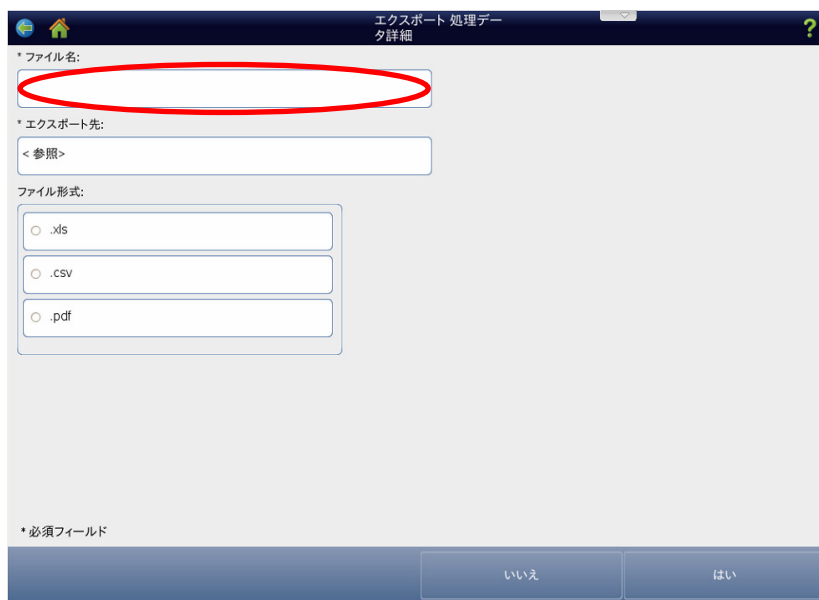 エクスポート 処理デー
タ詳細
?
* ファイル名:
* エクスポート先:
< 参照>
ファイル形式:
.xls
.csv
.pdf
* 必須フィールド
いいえ
はい